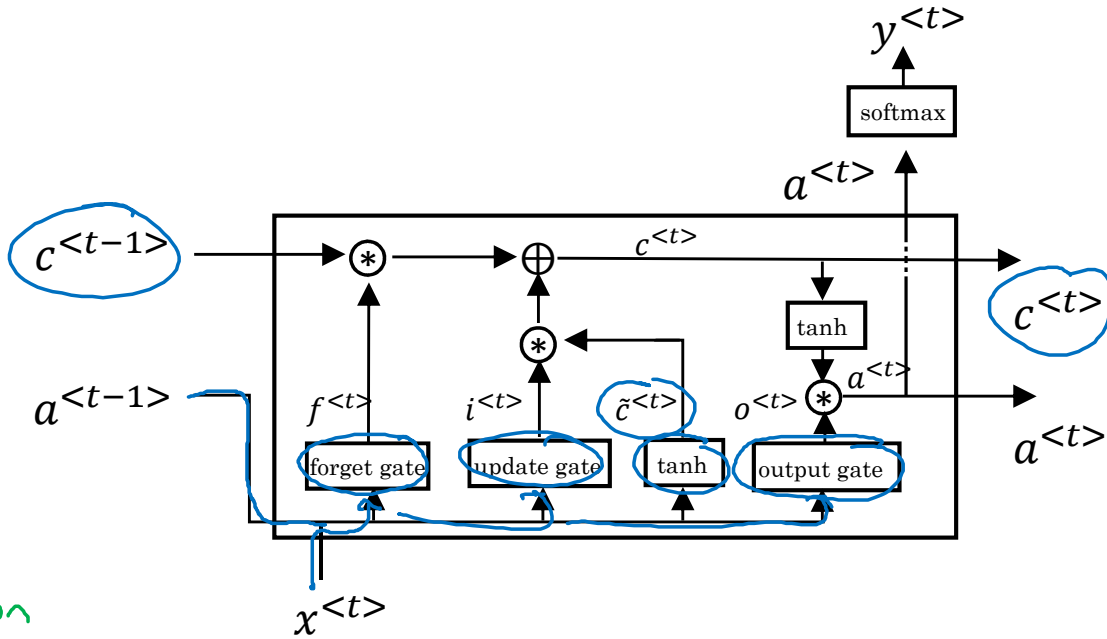 y^{<t>}
softmax
a^{<t>}
c^{<t-1>} c^{<t>}
tanh c^{<t>}
a^{<t-1>} f^{<t>} i^{<t>} c̃^{<t>} o^{<t>} a^{<t>}
forget gate update gate tanh output gate a^{<t>}
x^{<t>}